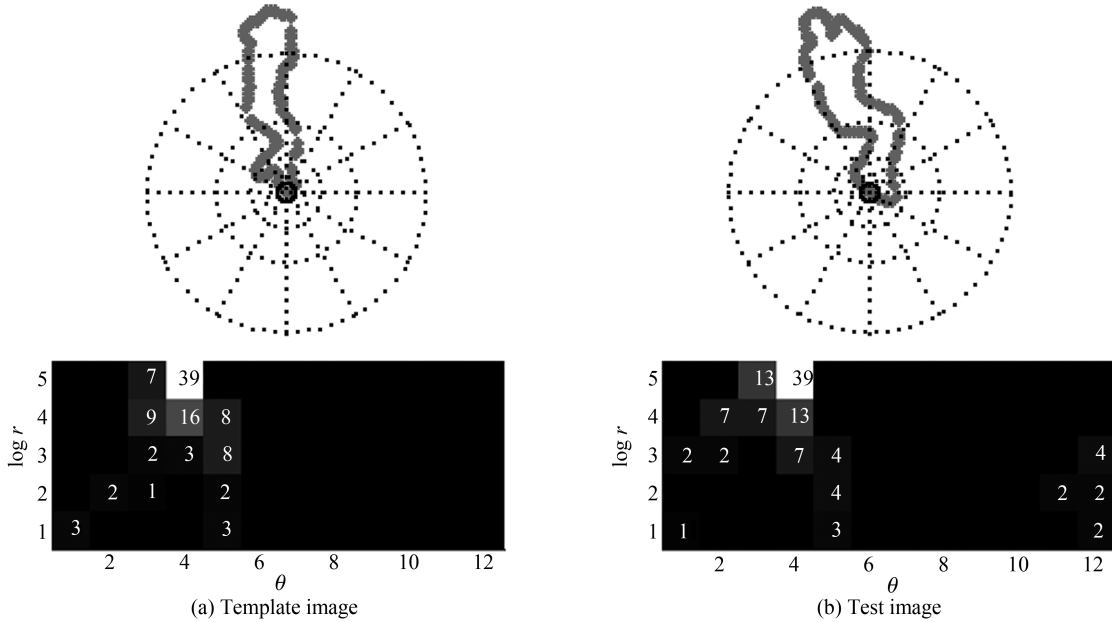 5 7 39
4 9 16 8
3 2 3 8
2 2 1 2
1 3 3
log r
2 4 6 8 10 12
θ
(a) Template image
5 13 39
4 7 7 13
3 2 2 7 4 4
2 4 2 2
1 1 3 2
log r
2 4 6 8 10 12
θ
(b) Test image